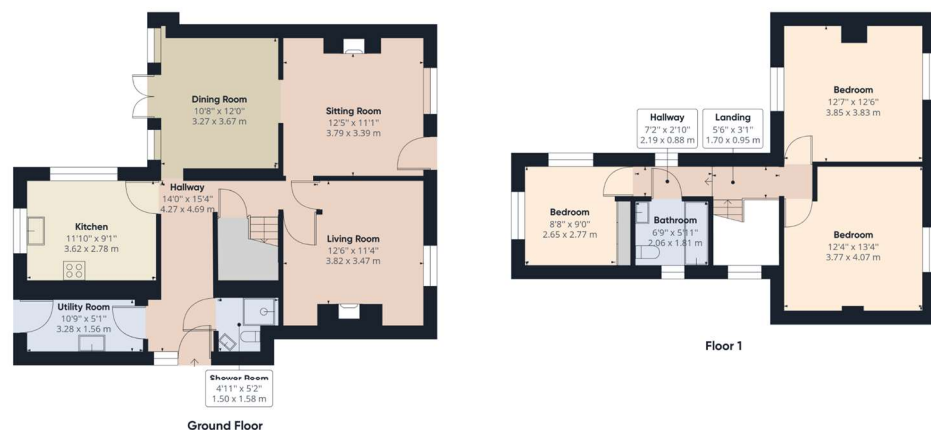 Dining Room
10'8" x 12'0"
3.27 x 3.67 m
Sitting Room
12'5" x 11'1"
3.79 x 3.39 m
Hallway
14'0" x 15'4"
4.27 x 4.69 m
Kitchen
11'10" x 9'1"
3.62 x 2.78 m
Living Room
12'6" x 11'4"
3.82 x 3.47 m
Utility Room
10'9" x 5'1"
3.28 x 1.56 m
Shower Room
4'11" x 5'2"
1.50 x 1.58 m
Ground Floor
Bedroom
12'7" x 12'6"
3.85 x 3.83 m
Hallway
7'2" x 2'10"
2.19 x 0.88 m
Landing
5'6" x 3'1"
1.70 x 0.95 m
Bedroom
8'8" x 9'0"
2.65 x 2.77 m
Bathroom
6'9" x 5'11"
2.06 x 1.81 m
Bedroom
12'4" x 13'4"
3.77 x 4.07 m
Floor 1